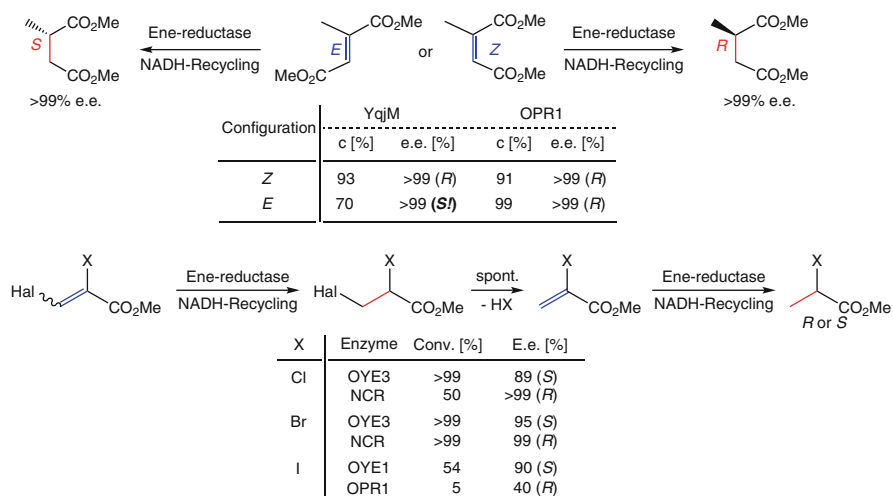 CO₂Me CO₂Me
S Ene-reductase E CO₂Me or Z CO₂Me Ene-reductase R CO₂Me
CO₂Me NADH-Recycling MeO₂C CO₂Me NADH-Recycling CO₂Me
>99% e.e. >99% e.e.
Configuration YqjM OPR1
c [%] e.e. [%] c [%] e.e. [%]
Z 93 >99 (R) 91 >99 (R)
E 70 >99 (S!) 99 >99 (R)
X X X X
Hal CO₂Me Ene-reductase Hal CO₂Me spont. CO₂Me Ene-reductase CO₂Me
NADH-Recycling - HX NADH-Recycling R or S
X Enzyme Conv. [%] E.e. [%]
Cl OYE3 >99 89 (S)
NCR 50 >99 (R)
Br OYE3 >99 95 (S)
NCR >99 99 (R)
I OYE1 54 90 (S)
OPR1 5 40 (R)